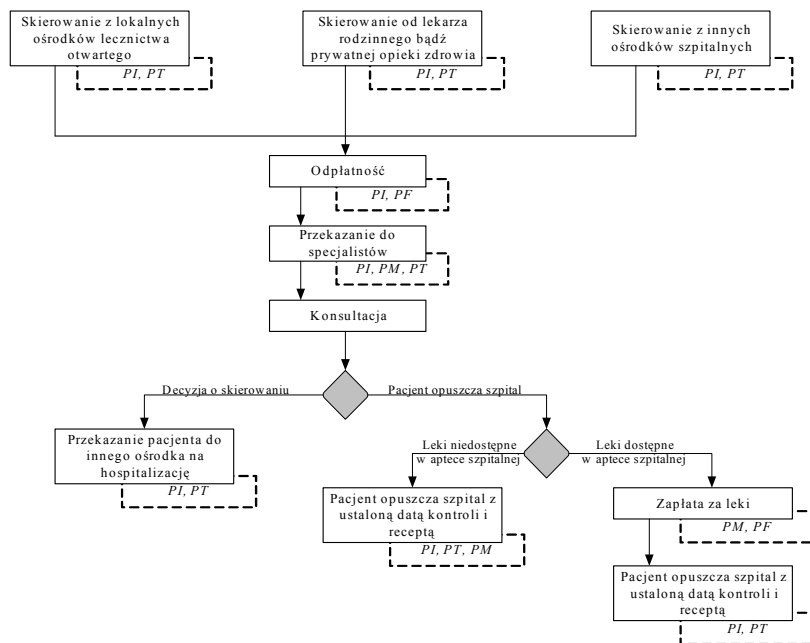 Skierowanie z lokalnych
ośrodków lecznictwa
otwartego
PI, PT
Skierowanie od lekarza
rodzinnego bądź
prywatnej opieki zdrowia
PI, PT
Skierowanie z innych
ośrodków szpitalnych
PI, PT
Odpłatność
PI, PF
Przekazanie do
specjalistów
PI, PM, PT
Konsultacja
Decyzja o skierowaniu
Pacjent opuszcza szpital
Przekazanie pacjenta do
innego ośrodka na
hospitalizację
PI, PT
Leki niedostępne
w aptece szpitalnej
Leki dostępne
w aptece szpitalnej
Pacjent opuszcza szpital z
ustaloną datą kontroli i
receptą
PI, PT, PM
Zapłata za leki
PM, PF
Pacjent opuszcza szpital z
ustaloną datą kontroli i
receptą
PI, PT